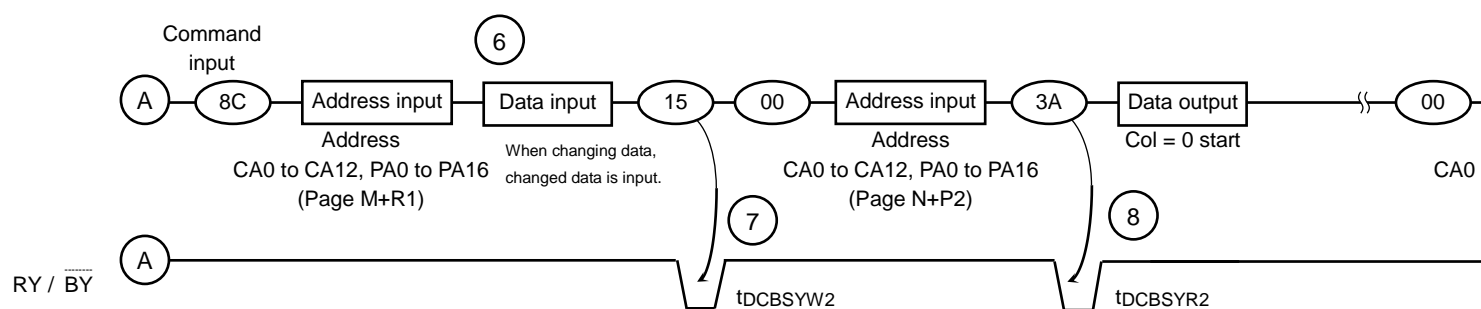 Command
input
6
A
8C
Address input
Data input
15
00
Address input
3A
Data output
00
Address
CA0 to CA12, PA0 to PA16
(Page M+R1)
When changing data,
changed data is input.
Address
CA0 to CA12, PA0 to PA16
(Page N+P2)
Col = 0 start
CA0
7
8
A
RY / BY
tDCBSYW2
tDCBSYR2